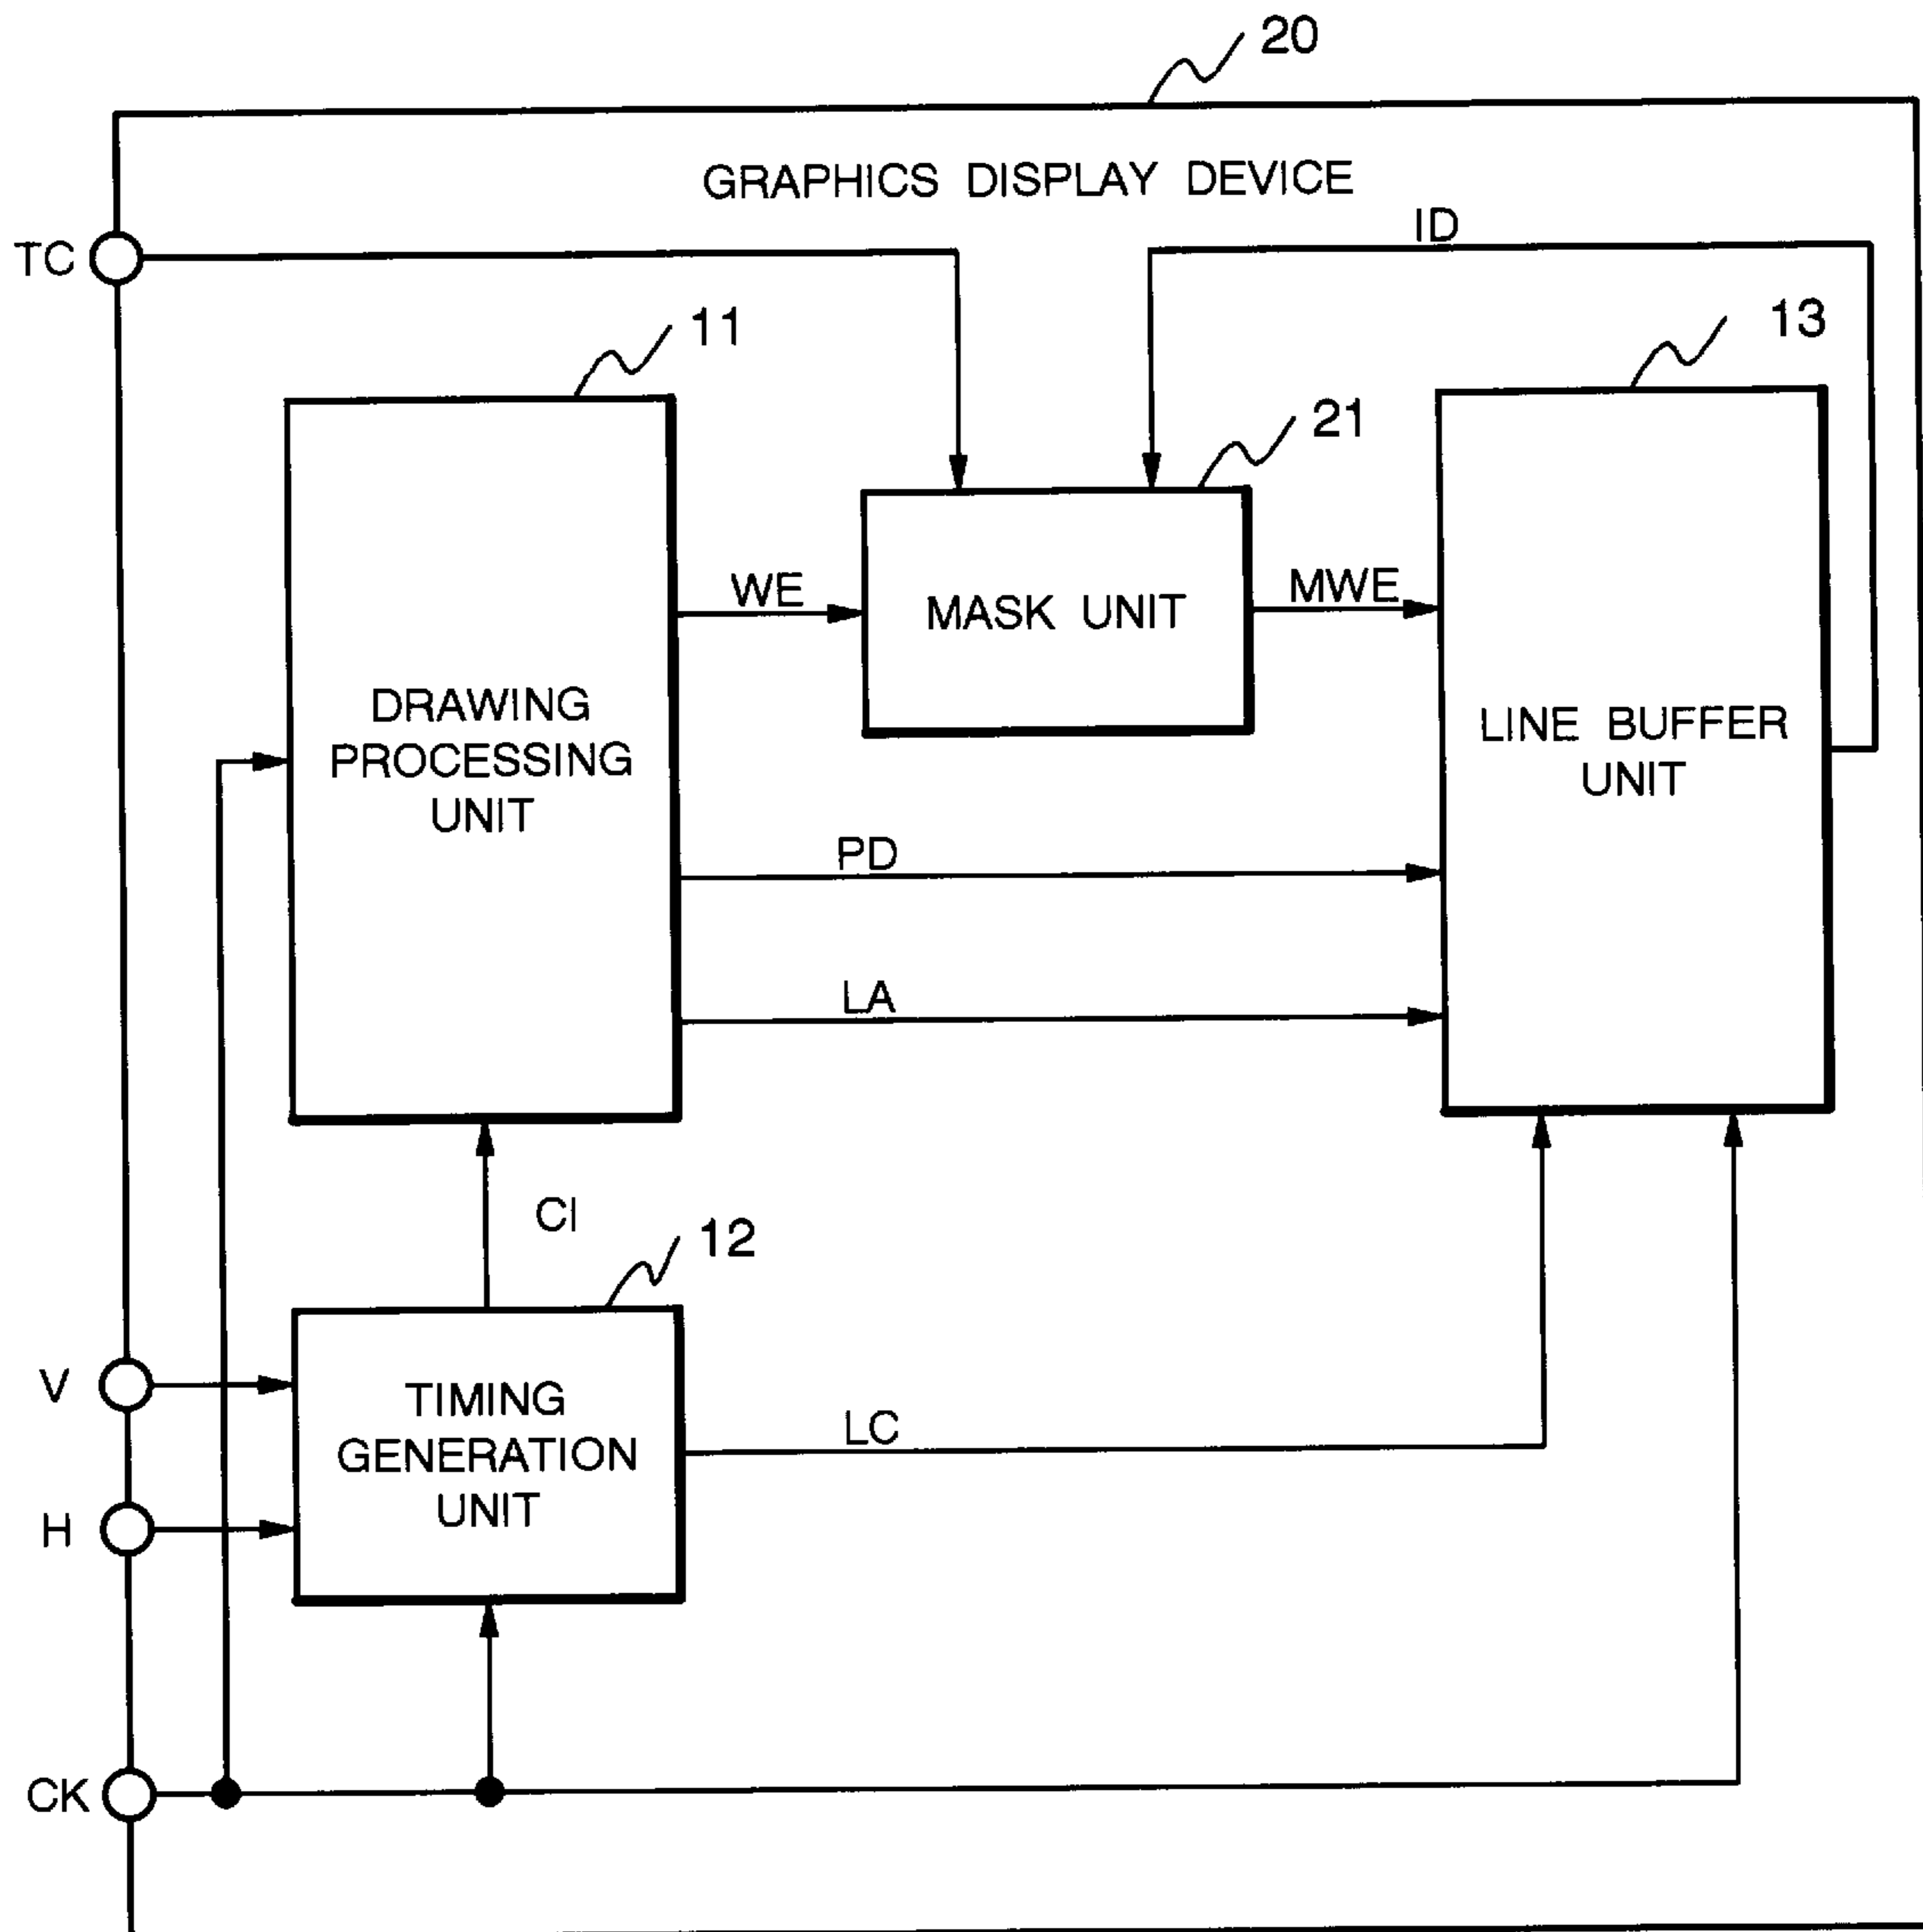 20
GRAPHICS DISPLAY DEVICE
ID
TC
11
13
21
WE
MWE
MASK UNIT
DRAWING
PROCESSING
UNIT
LINE BUFFER
UNIT
PD
LA
CI
12
V
TIMING
GENERATION
UNIT
LC
H
CK